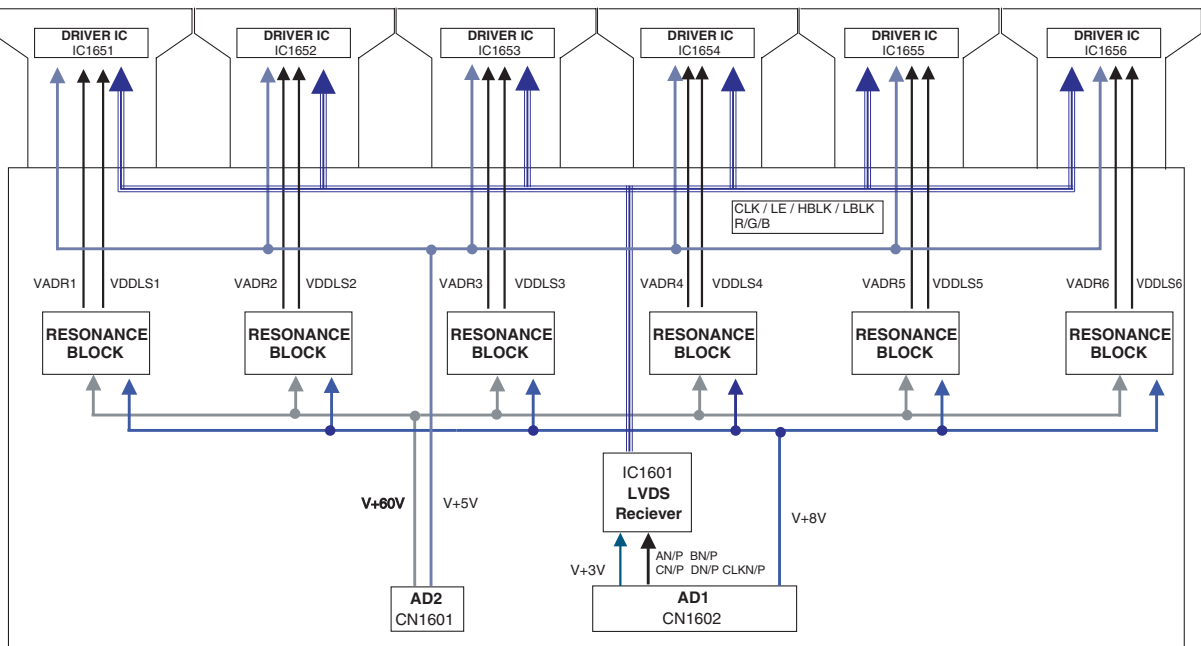 DRIVER IC
IC1651
DRIVER IC
IC1652
DRIVER IC
IC1653
DRIVER IC
IC1654
DRIVER IC
IC1655
DRIVER IC
IC1656
CLK / LE / HBLK / LBLK
R/G/B
VADR1
VDDLS1
VADR2
VDDLS2
VADR3
VDDLS3
VADR4
VDDLS4
VADR5
VDDLS5
VADR6
VDDLS6
RESONANCE
BLOCK
RESONANCE
BLOCK
RESONANCE
BLOCK
RESONANCE
BLOCK
RESONANCE
BLOCK
RESONANCE
BLOCK
IC1601
LVDS
Reciever
V+60V
V+5V
V+8V
V+3V
AN/P BN/P
CN/P DN/P CLKN/P
AD2
CN1601
AD1
CN1602